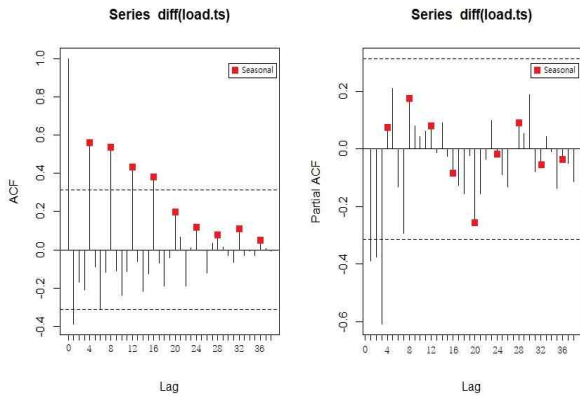 Series diff(load.ts)
Seasonal
ACF
1.0
0.8
0.6
0.4
0.2
0.0
-0.2
-0.4
0 4 8 12 16 20 24 28 32 36
Lag
Series diff(load.ts)
Seasonal
Partial ACF
0.2
0.0
-0.2
-0.4
-0.6
0 4 8 12 16 20 24 28 32 36
Lag